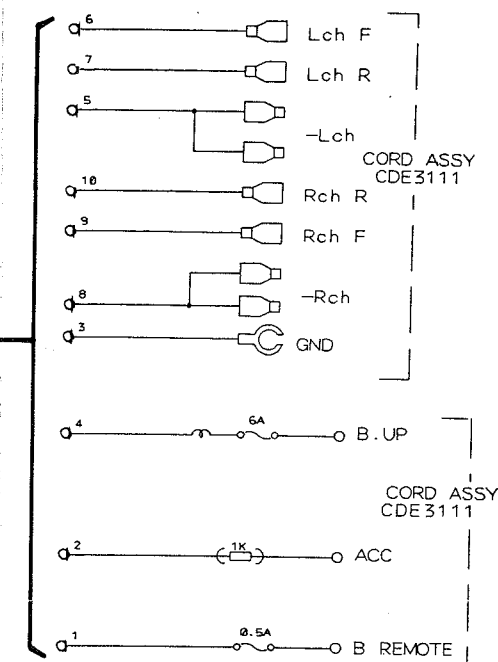 6 Lch F
7 Lch R
5 -Lch
CORD ASSY
CDE3111
10 Rch R
9 Rch F
8 -Rch
3 GND
4 6A B.UP
CORD ASSY
CDE3111
2 1K ACC
1 0.5A B REMOTE